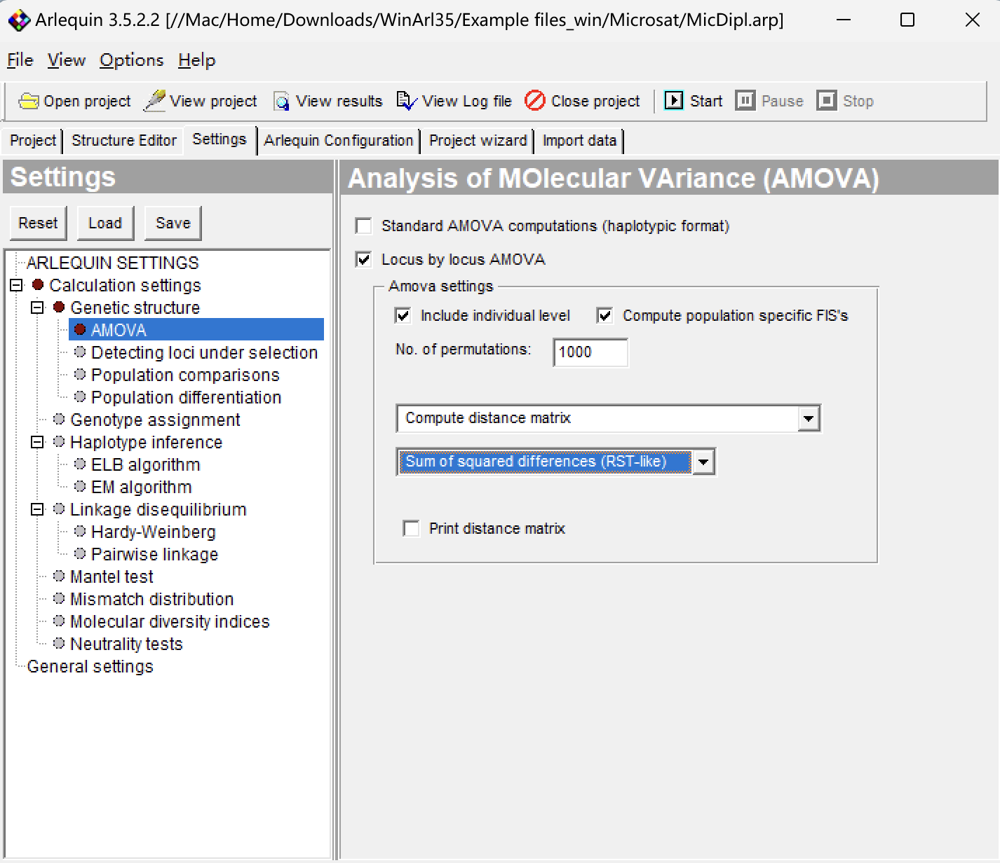 Arlequin 3.5.2.2 [//Mac/Home/Downloads/WinArl35/Example files_win/Microsat/MicDipl.arp]
File View Options Help
Open project View project View results View Log file Close project Start Pause Stop
Project Structure Editor Settings Arlequin Configuration Project wizard Import data
Settings
Reset Load Save
ARLEQUIN SETTINGS
Calculation settings
Genetic structure
AMOVA
Detecting loci under selection
Population comparisons
Population differentiation
Genotype assignment
Haplotype inference
ELB algorithm
EM algorithm
Linkage disequilibrium
Hardy-Weinberg
Pairwise linkage
Mantel test
Mismatch distribution
Molecular diversity indices
Neutrality tests
General settings
Analysis of MOlecular VAriance (AMOVA)
Standard AMOVA computations (haplotypic format)
Locus by locus AMOVA
Amova settings
Include individual level Compute population specific FIS's
No. of permutations: 1000
Compute distance matrix
Sum of squared differences (RST-like)
Print distance matrix